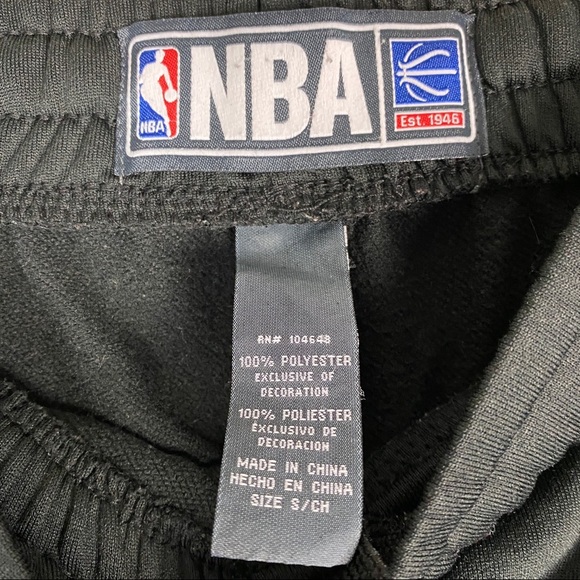 NBA
NBA
Est. 1946
RN# 104648
100% POLYESTER
EXCLUSIVE OF
DECORATION
100% POLIESTER
EXCLUSIVO DE
DECORACION
MADE IN CHINA
HECHO EN CHINA
SIZE S/CH